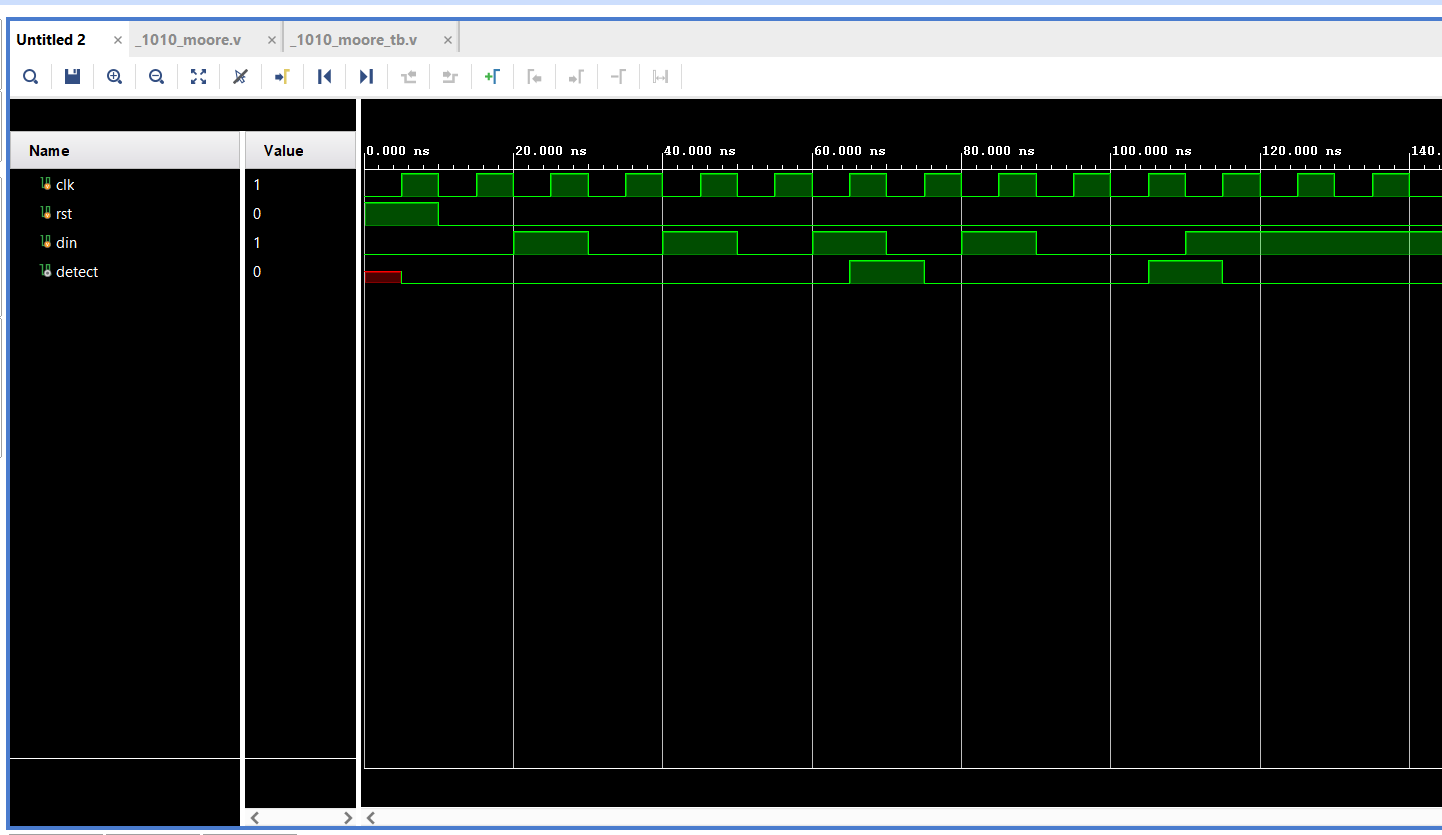 Untitled 2 × _1010_moore.v × _1010_moore_tb.v ×
Name Value 0.000 ns 20.000 ns 40.000 ns 60.000 ns 80.000 ns 100.000 ns 120.000 ns 140.
clk 1
rst 0
din 1
detect 0